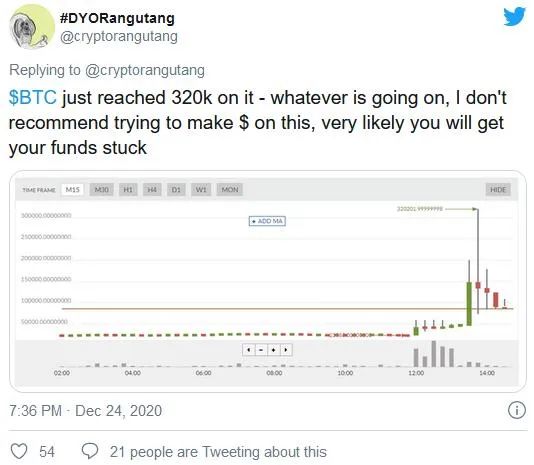 #DYORangutang
@cryptorangutang
Replying to @cryptorangutang
$BTC just reached 320k on it - whatever is going on, I don't
recommend trying to make $ on this, very likely you will get
your funds stuck
TIME FRAME M15 M30 H1 H4 D1 W1 MON HIDE
320201.99999998
+ ADD MA
300000.00000000
250000.00000000
200000.00000000
150000.00000000
100000.00000000
50000.00000000
02:00 04:00 06:00 08:00 10:00 12:00 14:00
7:36 PM · Dec 24, 2020
54 21 people are Tweeting about this